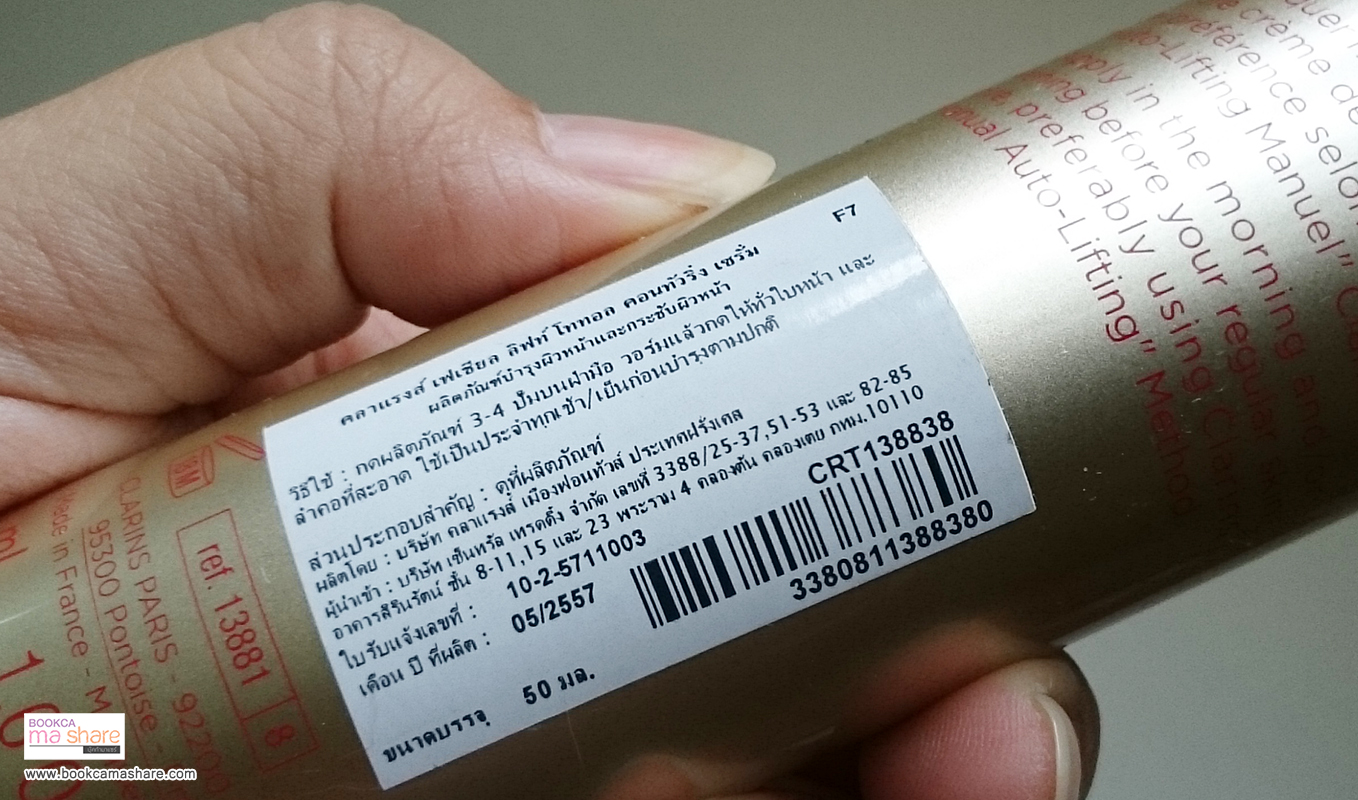 F7
คลาแรงส์ เฟเชียล ลิฟท์ โททอล คอนทัวริ่ง เซรั่ม
ผลิตภัณฑ์บำรุงผิวหน้าและกระชับผิวหน้า
วิธีใช้ : กดผลิตภัณฑ์ 3-4 ปั๊มบนฝ่ามือ วอร์มแล้วกดให้ทั่วใบหน้า และ
ลำคอที่สะอาด ใช้เป็นประจำทุกเช้า/เย็นก่อนบำรุงตามปกติ
ส่วนประกอบสำคัญ : ดูที่ผลิตภัณฑ์
ผลิตโดย : บริษัท คลาแรงส์ เมืองฟอนทัวส์ ประเทศฝรั่งเศส
ผู้นำเข้า : บริษัท เซ็นทรัล เทรดดิ้ง จำกัด เลขที่ 3388/25-37,51-53 และ 82-85
อาคารสิรินรัตน์ ชั้น 8-11,15 และ 23 พระราม 4 คลองตัน คลองเตย กทม.10110
ใบรับแจ้งเลขที่ : 10-2-5711003
เดือน ปี ที่ผลิต : 05/2557
ขนาดบรรจุ 50 มล.
CRT138838
3380811388380
18M
ref. 13881 8
CLARINS PARIS - 92200
95300 Pontoise -
Made in France - M
ml
1.6
crème de
préférence selon
Lifting Manuel"
apply in the morning and
before your regular
preferably using
Auto-Lifting" Method
BOOKCA
ma share
www.bookcamashare.com